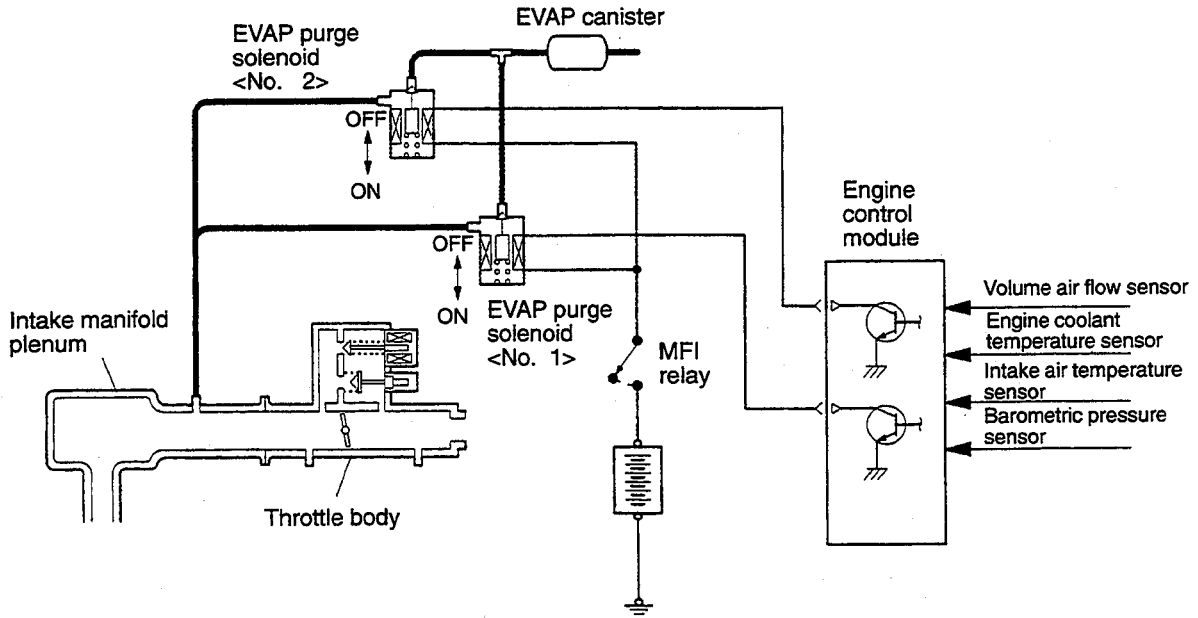 EVAP canister
EVAP purge
solenoid
<No. 2>
OFF
ON
OFF
ON
EVAP purge
solenoid
<No. 1>
MFI
relay
Engine
control
module
Volume air flow sensor
Engine coolant
temperature sensor
Intake air temperature
sensor
Barometric pressure
sensor
Intake manifold
plenum
Throttle body